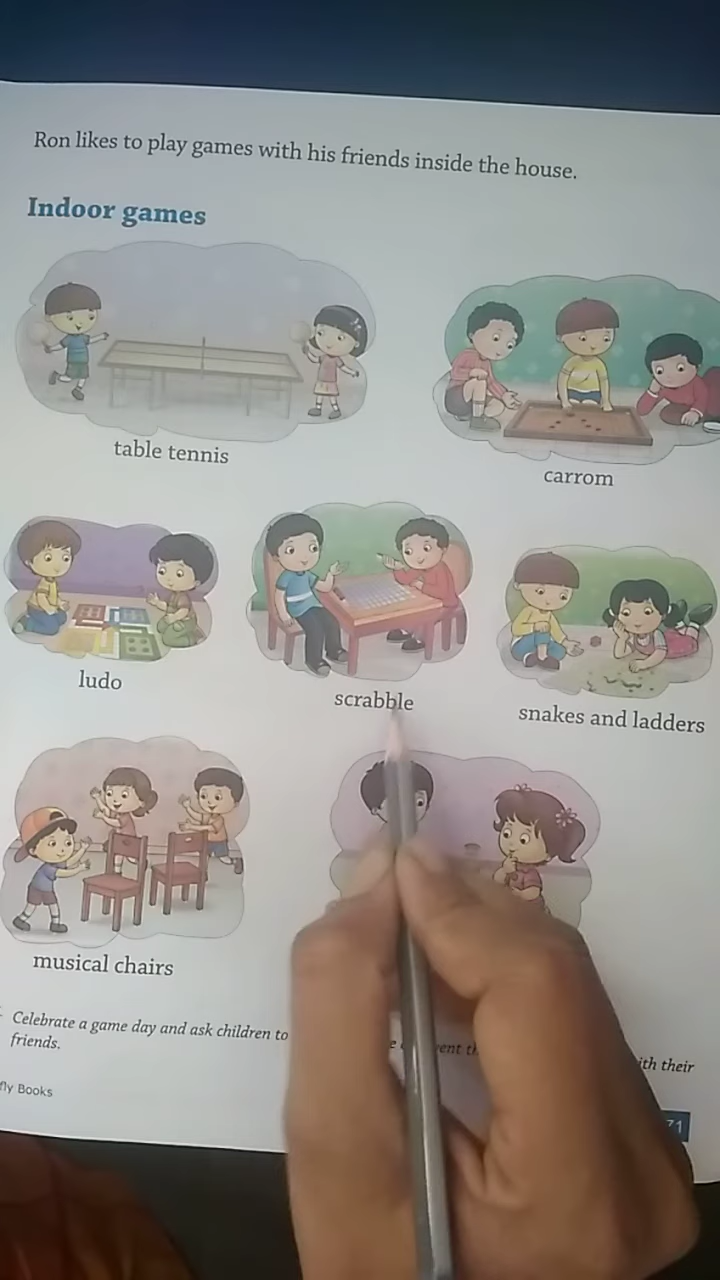 Ron likes to play games with his friends inside the house.
Indoor games
table tennis
carrom
ludo
scrabble
snakes and ladders
musical chairs
Celebrate a game day and ask children to
with their
friends.
fly Books
71